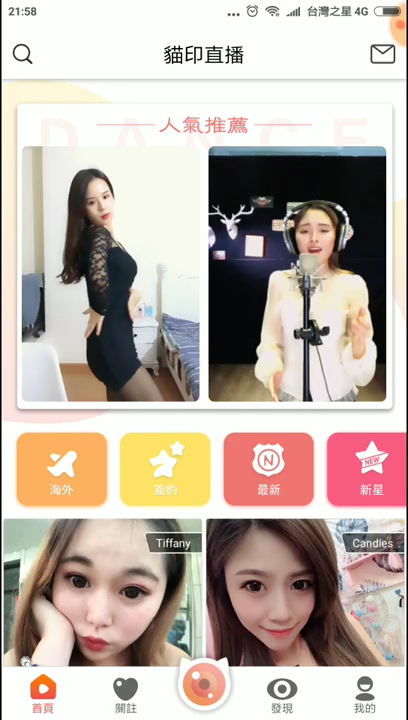 21:58
台灣之星 4G
貓印直播
DANCE
人氣推薦
海外
簽約
N
最新
NEW
新星
Tiffany
Candies
首頁
關註
發現
我的